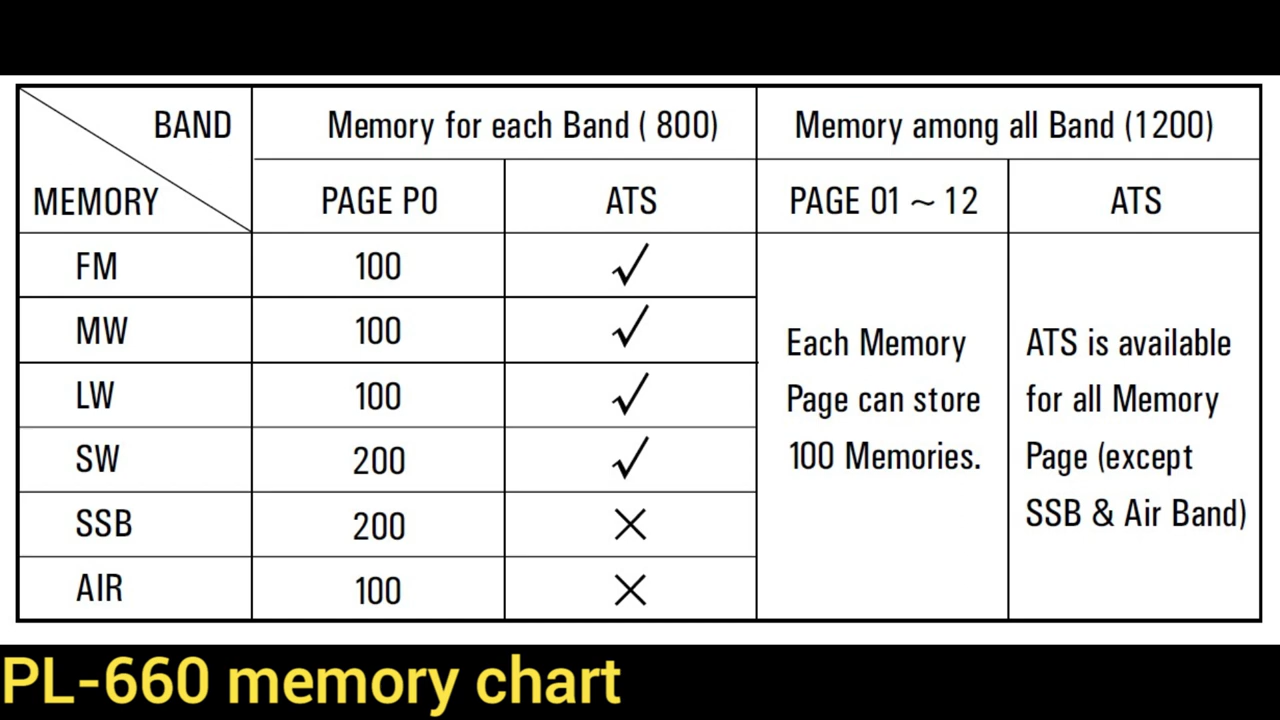 BAND
MEMORY
Memory for each Band ( 800)
Memory among all Band (1200)
PAGE P0
ATS
PAGE 01 ~ 12
ATS
FM
100
√
MW
100
√
LW
100
√
SW
200
√
SSB
200
×
AIR
100
×
Each Memory
Page can store
100 Memories.
ATS is available
for all Memory
Page (except
SSB & Air Band)
PL-660 memory chart